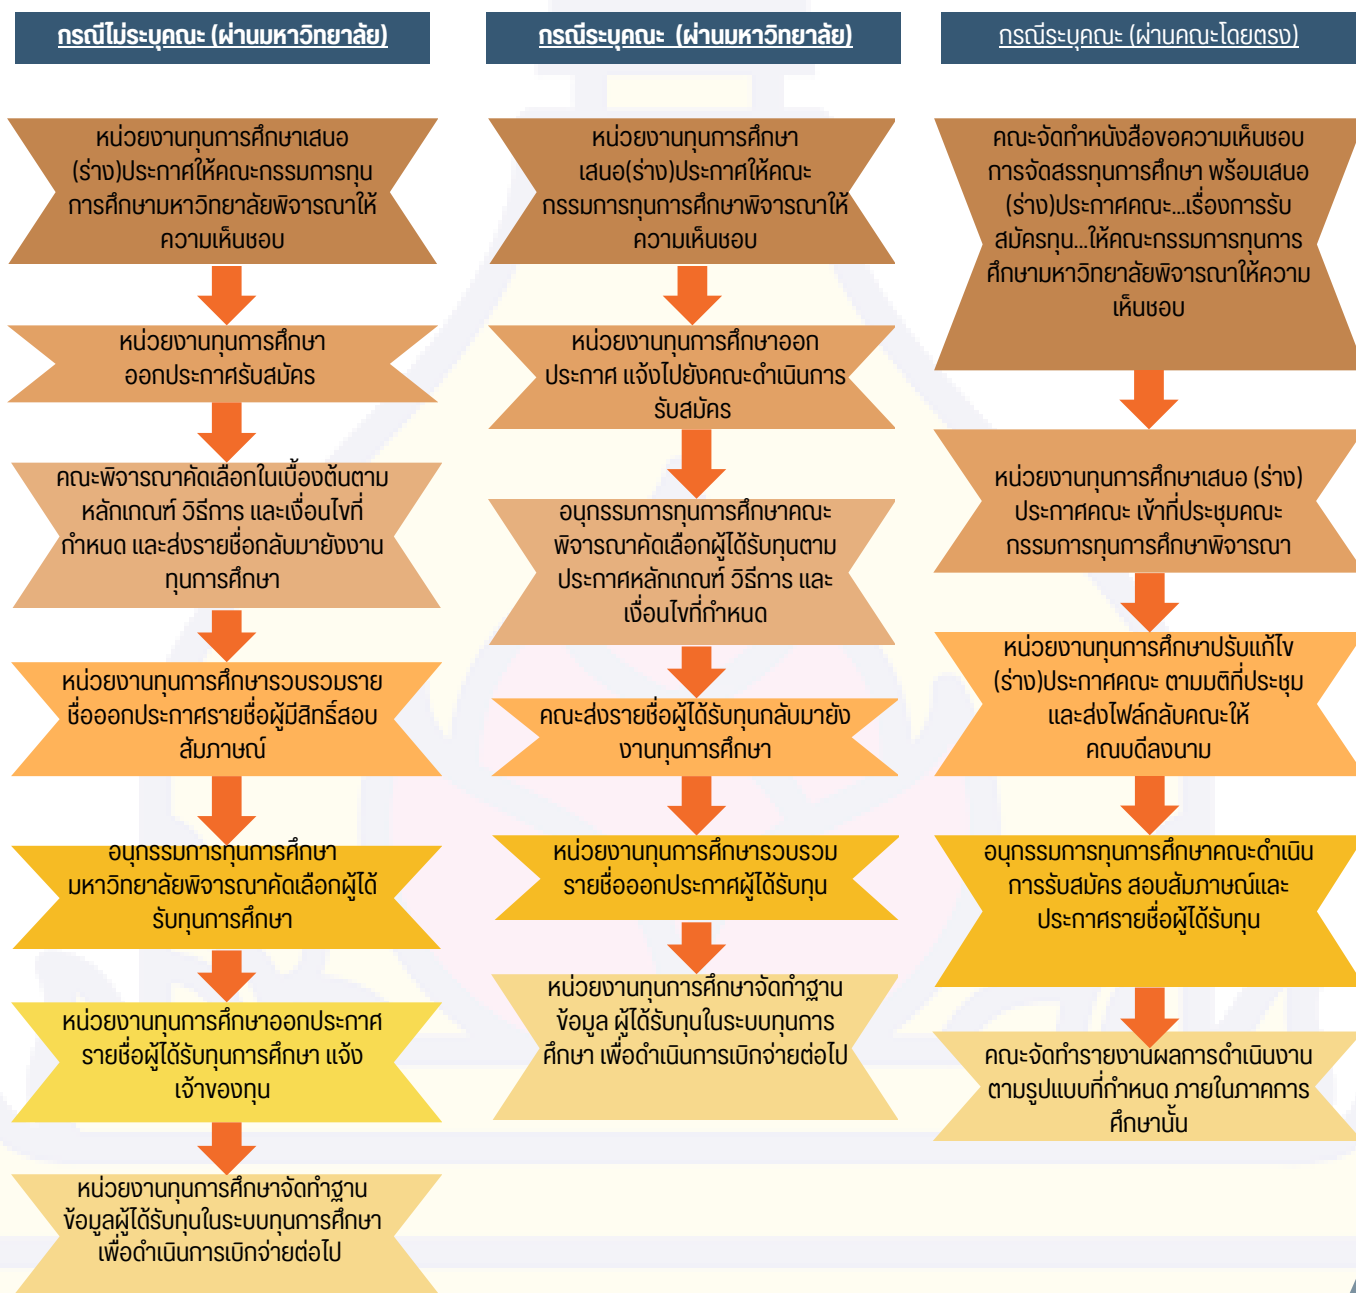 กรณีไม่ระบุคณะ (ผ่านมหาวิทยาลัย)
หน่วยงานทุนการศึกษาเสนอ
(ร่าง)ประกาศให้คณะกรรมการทุน
การศึกษามหาวิทยาลัยพิจารณาให้
ความเห็นชอบ
หน่วยงานทุนการศึกษา
ออกประกาศรับสมัคร
คณะพิจารณาคัดเลือกในเบื้องต้นตาม
หลักเกณฑ์ วิธีการ และเงื่อนไขที่
กำหนด และส่งรายชื่อกลับมายังงาน
ทุนการศึกษา
หน่วยงานทุนการศึกษารวบรวมราย
ชื่อออกประกาศรายชื่อผู้มีสิทธิ์สอบ
สัมภาษณ์
อนุกรรมการทุนการศึกษา
มหาวิทยาลัยพิจารณาคัดเลือกผู้ได้
รับทุนการศึกษา
หน่วยงานทุนการศึกษาออกประกาศ
รายชื่อผู้ได้รับทุนการศึกษา แจ้ง
เจ้าของทุน
หน่วยงานทุนการศึกษาจัดทำฐาน
ข้อมูลผู้ได้รับทุนในระบบทุนการศึกษา
เพื่อดำเนินการเบิกจ่ายต่อไป
กรณีระบุคณะ (ผ่านมหาวิทยาลัย)
หน่วยงานทุนการศึกษา
เสนอ(ร่าง)ประกาศให้คณะ
กรรมการทุนการศึกษาพิจารณาให้
ความเห็นชอบ
หน่วยงานทุนการศึกษาออก
ประกาศ แจ้งไปยังคณะดำเนินการ
รับสมัคร
อนุกรรมการทุนการศึกษาคณะ
พิจารณาคัดเลือกผู้ได้รับทุนตาม
ประกาศหลักเกณฑ์ วิธีการ และ
เงื่อนไขที่กำหนด
คณะส่งรายชื่อผู้ได้รับทุนกลับมายัง
งานทุนการศึกษา
หน่วยงานทุนการศึกษารวบรวม
รายชื่อออกประกาศผู้ได้รับทุน
หน่วยงานทุนการศึกษาจัดทำฐาน
ข้อมูล ผู้ได้รับทุนในระบบทุนการ
ศึกษา เพื่อดำเนินการเบิกจ่ายต่อไป
กรณีระบุคณะ (ผ่านคณะโดยตรง)
คณะจัดทำหนังสือขอความเห็นชอบ
การจัดสรรทุนการศึกษา พร้อมเสนอ
(ร่าง)ประกาศคณะ...เรื่องการรับ
สมัครทุน...ให้คณะกรรมการทุนการ
ศึกษามหาวิทยาลัยพิจารณาให้ความ
เห็นชอบ
หน่วยงานทุนการศึกษาเสนอ (ร่าง)
ประกาศคณะ เข้าที่ประชุมคณะ
กรรมการทุนการศึกษาพิจารณา
หน่วยงานทุนการศึกษาปรับแก้ไข
(ร่าง)ประกาศคณะ ตามมติที่ประชุม
และส่งไฟล์กลับคณะให้
คณบดีลงนาม
อนุกรรมการทุนการศึกษาคณะดำเนิน
การรับสมัคร สอบสัมภาษณ์และ
ประกาศรายชื่อผู้ได้รับทุน
คณะจัดทำรายงานผลการดำเนินงาน
ตามรูปแบบที่กำหนด ภายในภาคการ
ศึกษานั้น